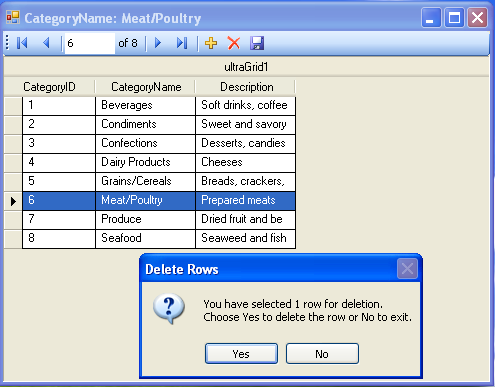 CategoryName: Meat/Poultry
6 of 8
ultraGrid1
CategoryID CategoryName Description
1 Beverages Soft drinks, coffee
2 Condiments Sweet and savory
3 Confections Desserts, candies
4 Dairy Products Cheeses
5 Grains/Cereals Breads, crackers,
6 Meat/Poultry Prepared meats
7 Produce Dried fruit and be
8 Seafood Seaweed and fish
Delete Rows
You have selected 1 row for deletion.
Choose Yes to delete the row or No to exit.
Yes No